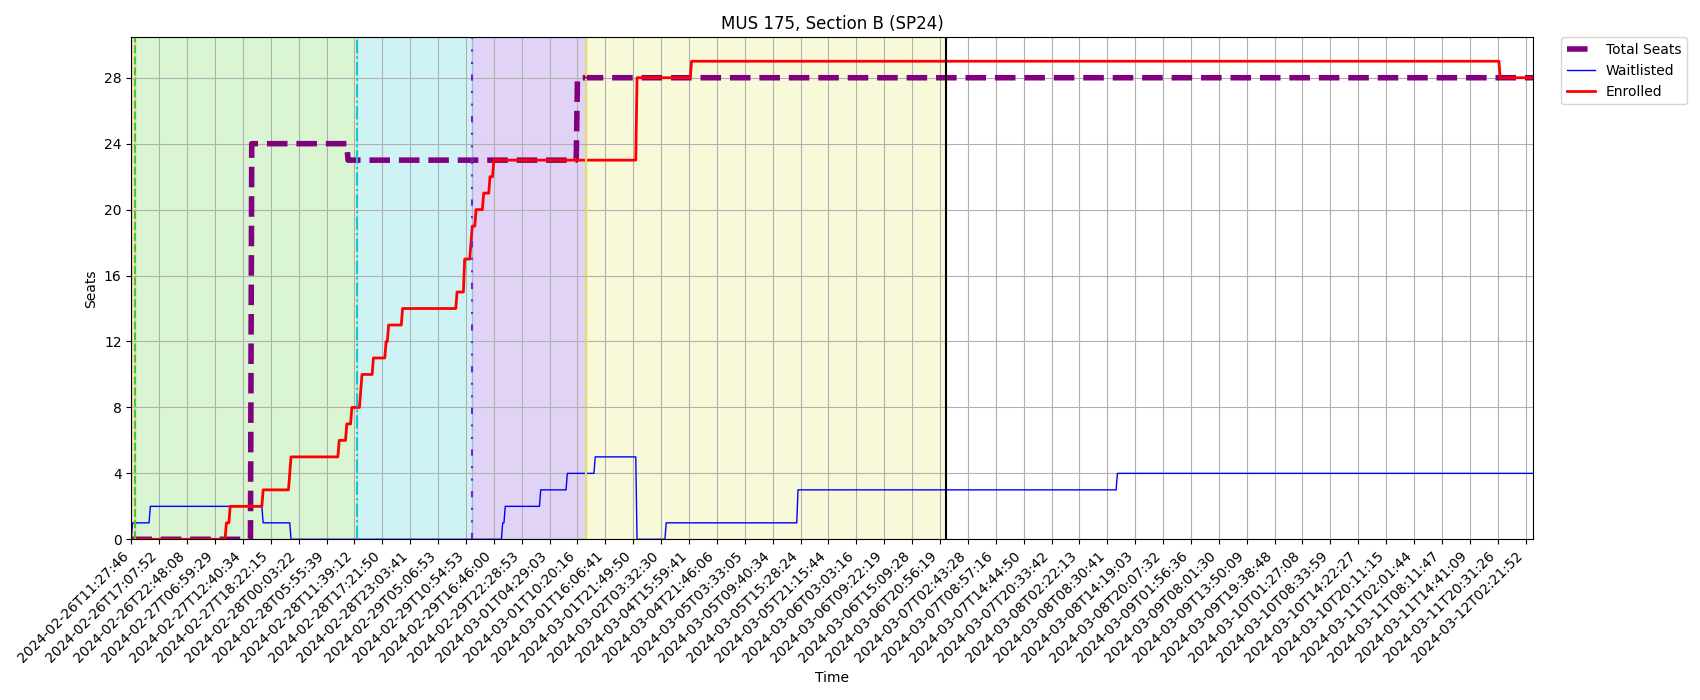 MUS 175, Section B (SP24)
Total Seats
Waitlisted
Enrolled
Seats
28
24
20
16
12
8
4
0
2024-02-26T11:27:46
2024-02-26T17:07:52
2024-02-26T22:48:08
2024-02-27T06:59:29
2024-02-27T12:40:34
2024-02-27T18:22:15
2024-02-28T00:03:22
2024-02-28T05:55:39
2024-02-28T11:39:12
2024-02-28T17:21:50
2024-02-28T23:03:41
2024-02-29T05:06:53
2024-02-29T10:54:53
2024-02-29T16:46:00
2024-02-29T22:28:53
2024-03-01T04:29:03
2024-03-01T10:20:16
2024-03-01T16:06:41
2024-03-01T21:49:50
2024-03-02T03:32:30
2024-03-04T15:59:41
2024-03-04T21:46:06
2024-03-05T03:33:05
2024-03-05T09:40:34
2024-03-05T15:28:24
2024-03-05T21:15:44
2024-03-06T03:03:16
2024-03-06T09:22:19
2024-03-06T15:09:28
2024-03-06T20:56:19
2024-03-07T02:43:28
2024-03-07T08:57:16
2024-03-07T14:44:50
2024-03-07T20:33:42
2024-03-08T02:22:13
2024-03-08T08:30:41
2024-03-08T14:19:03
2024-03-08T20:07:32
2024-03-09T01:56:36
2024-03-09T08:01:30
2024-03-09T13:50:09
2024-03-09T19:38:48
2024-03-10T01:27:08
2024-03-10T08:33:59
2024-03-10T14:22:27
2024-03-10T20:11:15
2024-03-11T02:01:44
2024-03-11T08:11:47
2024-03-11T14:41:09
2024-03-11T20:31:26
2024-03-12T02:21:52
Time